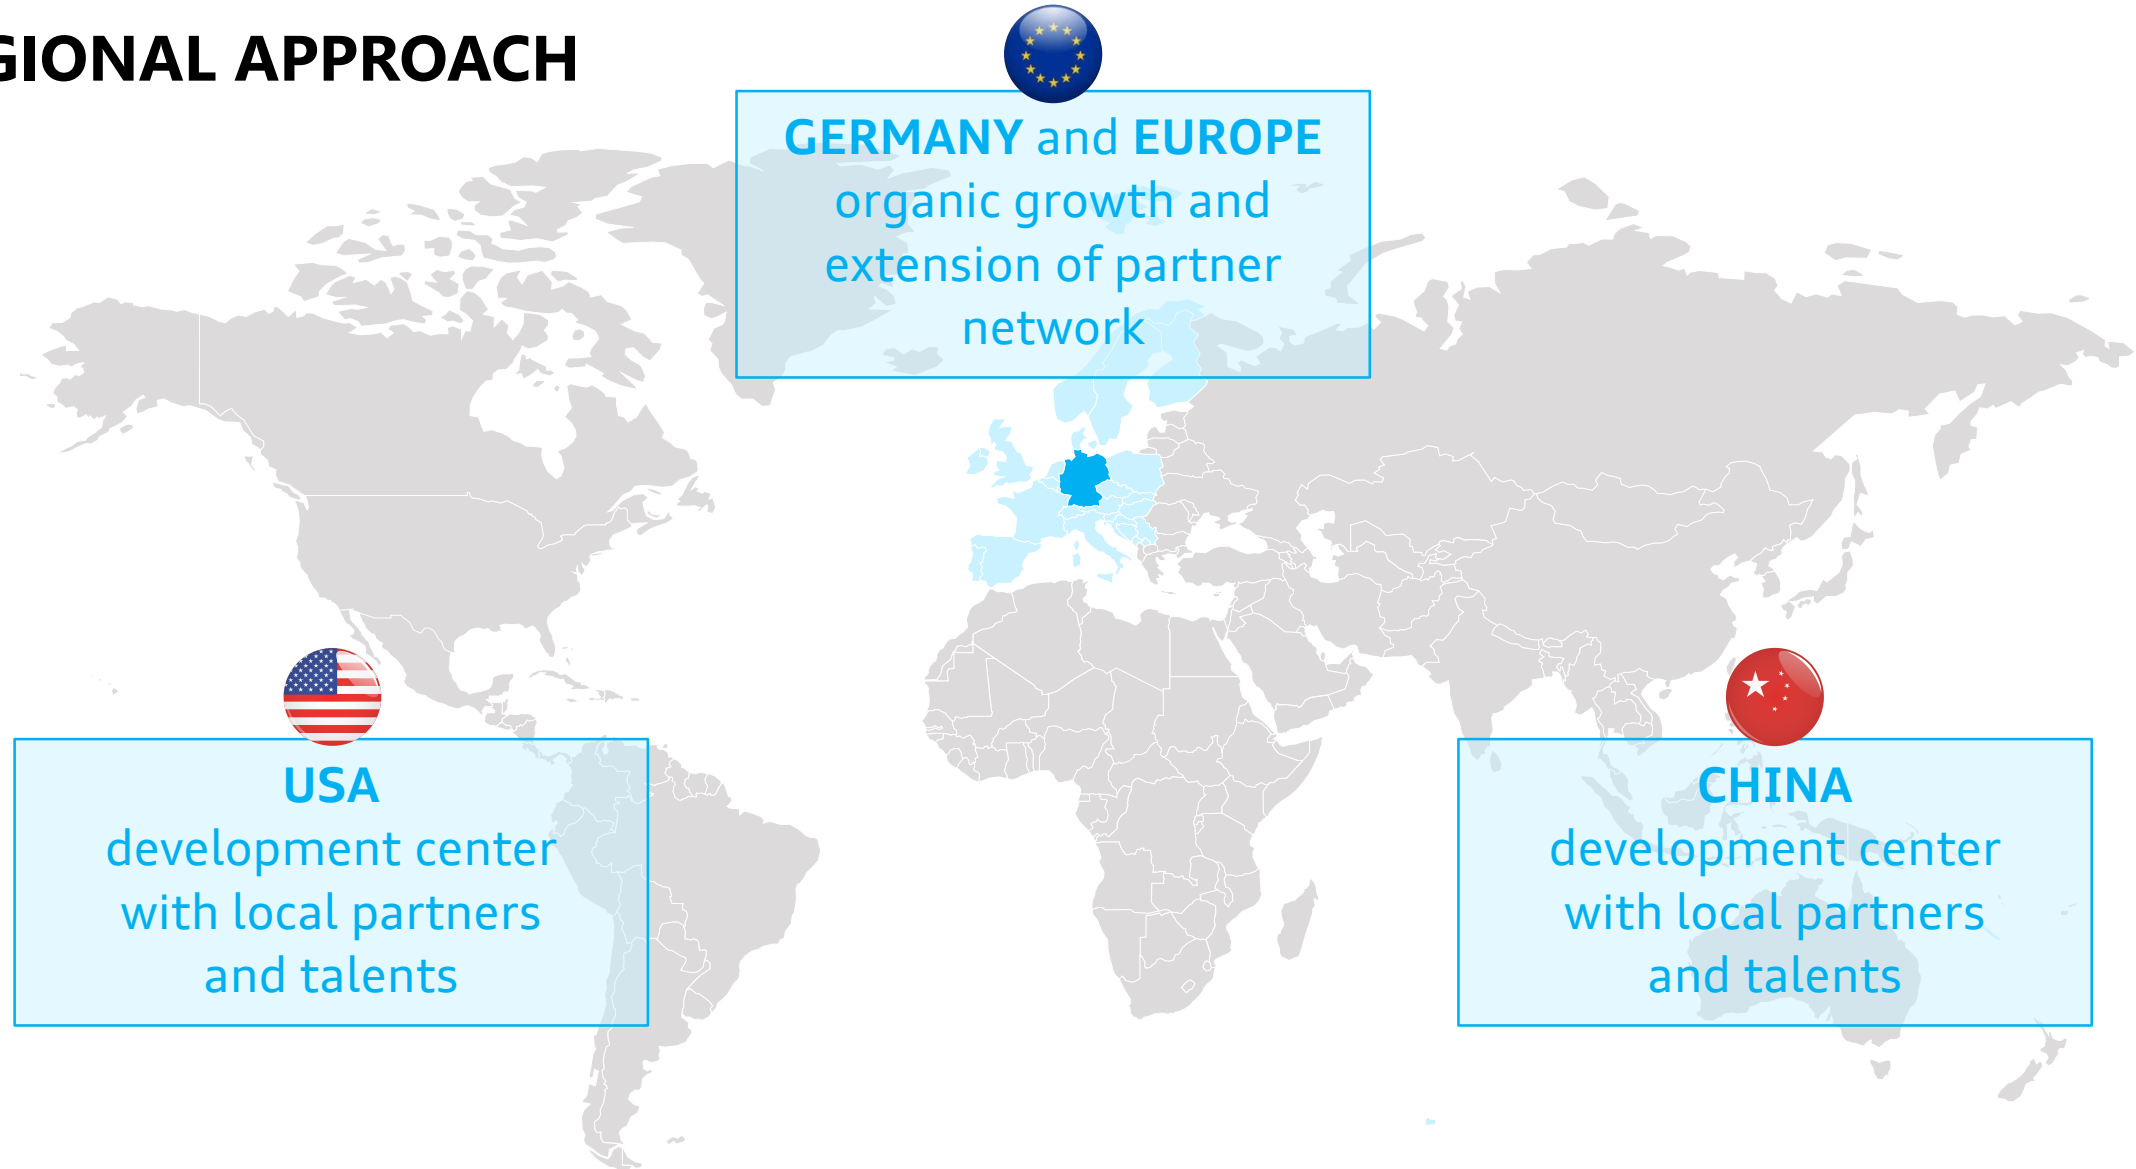 GIONAL APPROACH
GERMANY and EUROPE
organic growth and
extension of partner
network
USA
development center
with local partners
and talents
CHINA
development center
with local partners
and talents